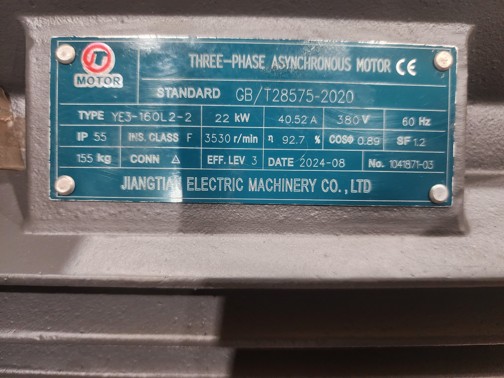 JT
MOTOR
THREE-PHASE ASYNCHRONOUS MOTOR CE
STANDARD GB/T28575-2020
TYPE YE3-160L2-2 22 kW 40.52 A 380 V 60 Hz
IP 55 INS. CLASS F 3530 r/min η 92.7 % COSΦ 0.89 SF 1.2
155 kg CONN △ EFF. LEV 3 DATE 2024-08 No. 1041871-03
JIANGTIAN ELECTRIC MACHINERY CO., LTD